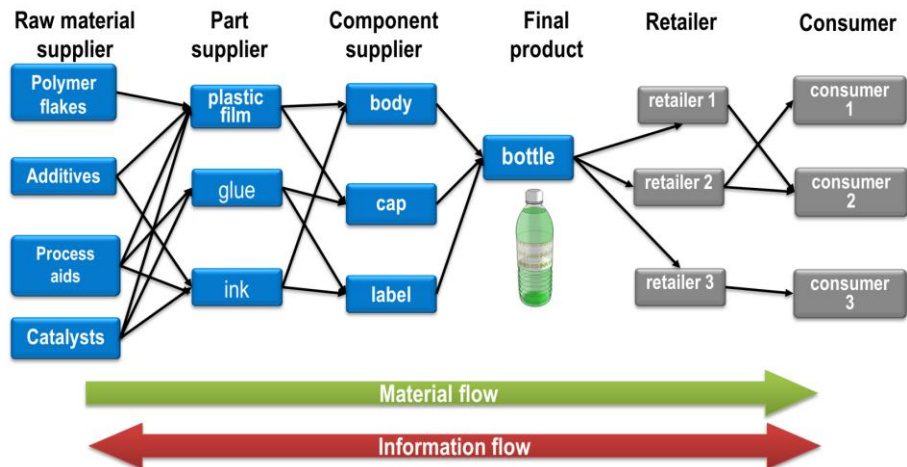 Raw material
supplier
Part
supplier
Component
supplier
Final
product
Retailer
Consumer
Polymer
flakes
plastic
film
body
retailer 1
consumer
1
bottle
Additives
glue
cap
retailer 2
consumer
2
Process
aids
ink
label
retailer 3
consumer
3
Catalysts
Material flow
Information flow